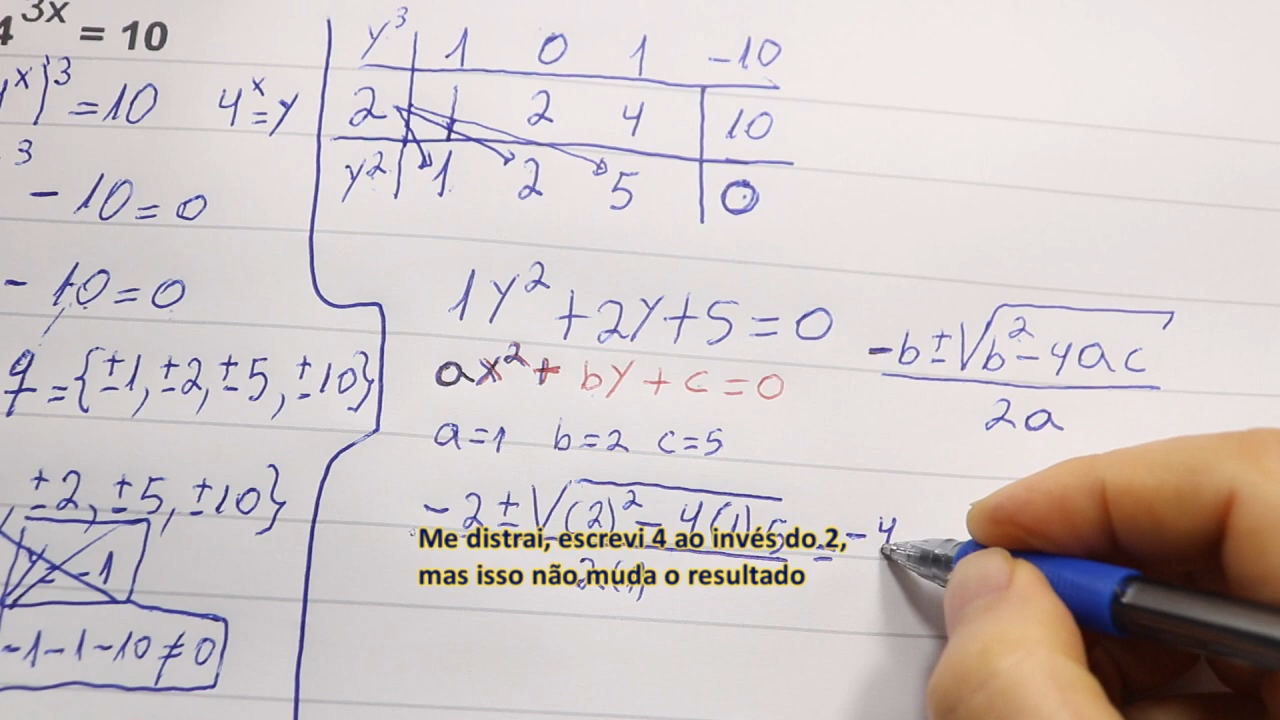 4^3x = 10
(4^x)^3 = 10 4^x = y
3 - 10 = 0
- 10 = 0
q = {±1, ±2, ±5, ±10}
±2, ±5, ±10}
= -1
-1-1-10 ≠ 0
y^3 1 0 1 -10
2 1 2 4 10
y^2 1 2 5 0
1y^2 + 2y + 5 = 0
ax^2 + by + c = 0
a=1 b=2 c=5
-b ± √b^2 - 4ac
2a
-2 ± √(2)^2 - 4(1)5 = -4
2(1)
Me distrai, escrevi 4 ao invés do 2,
mas isso não muda o resultado